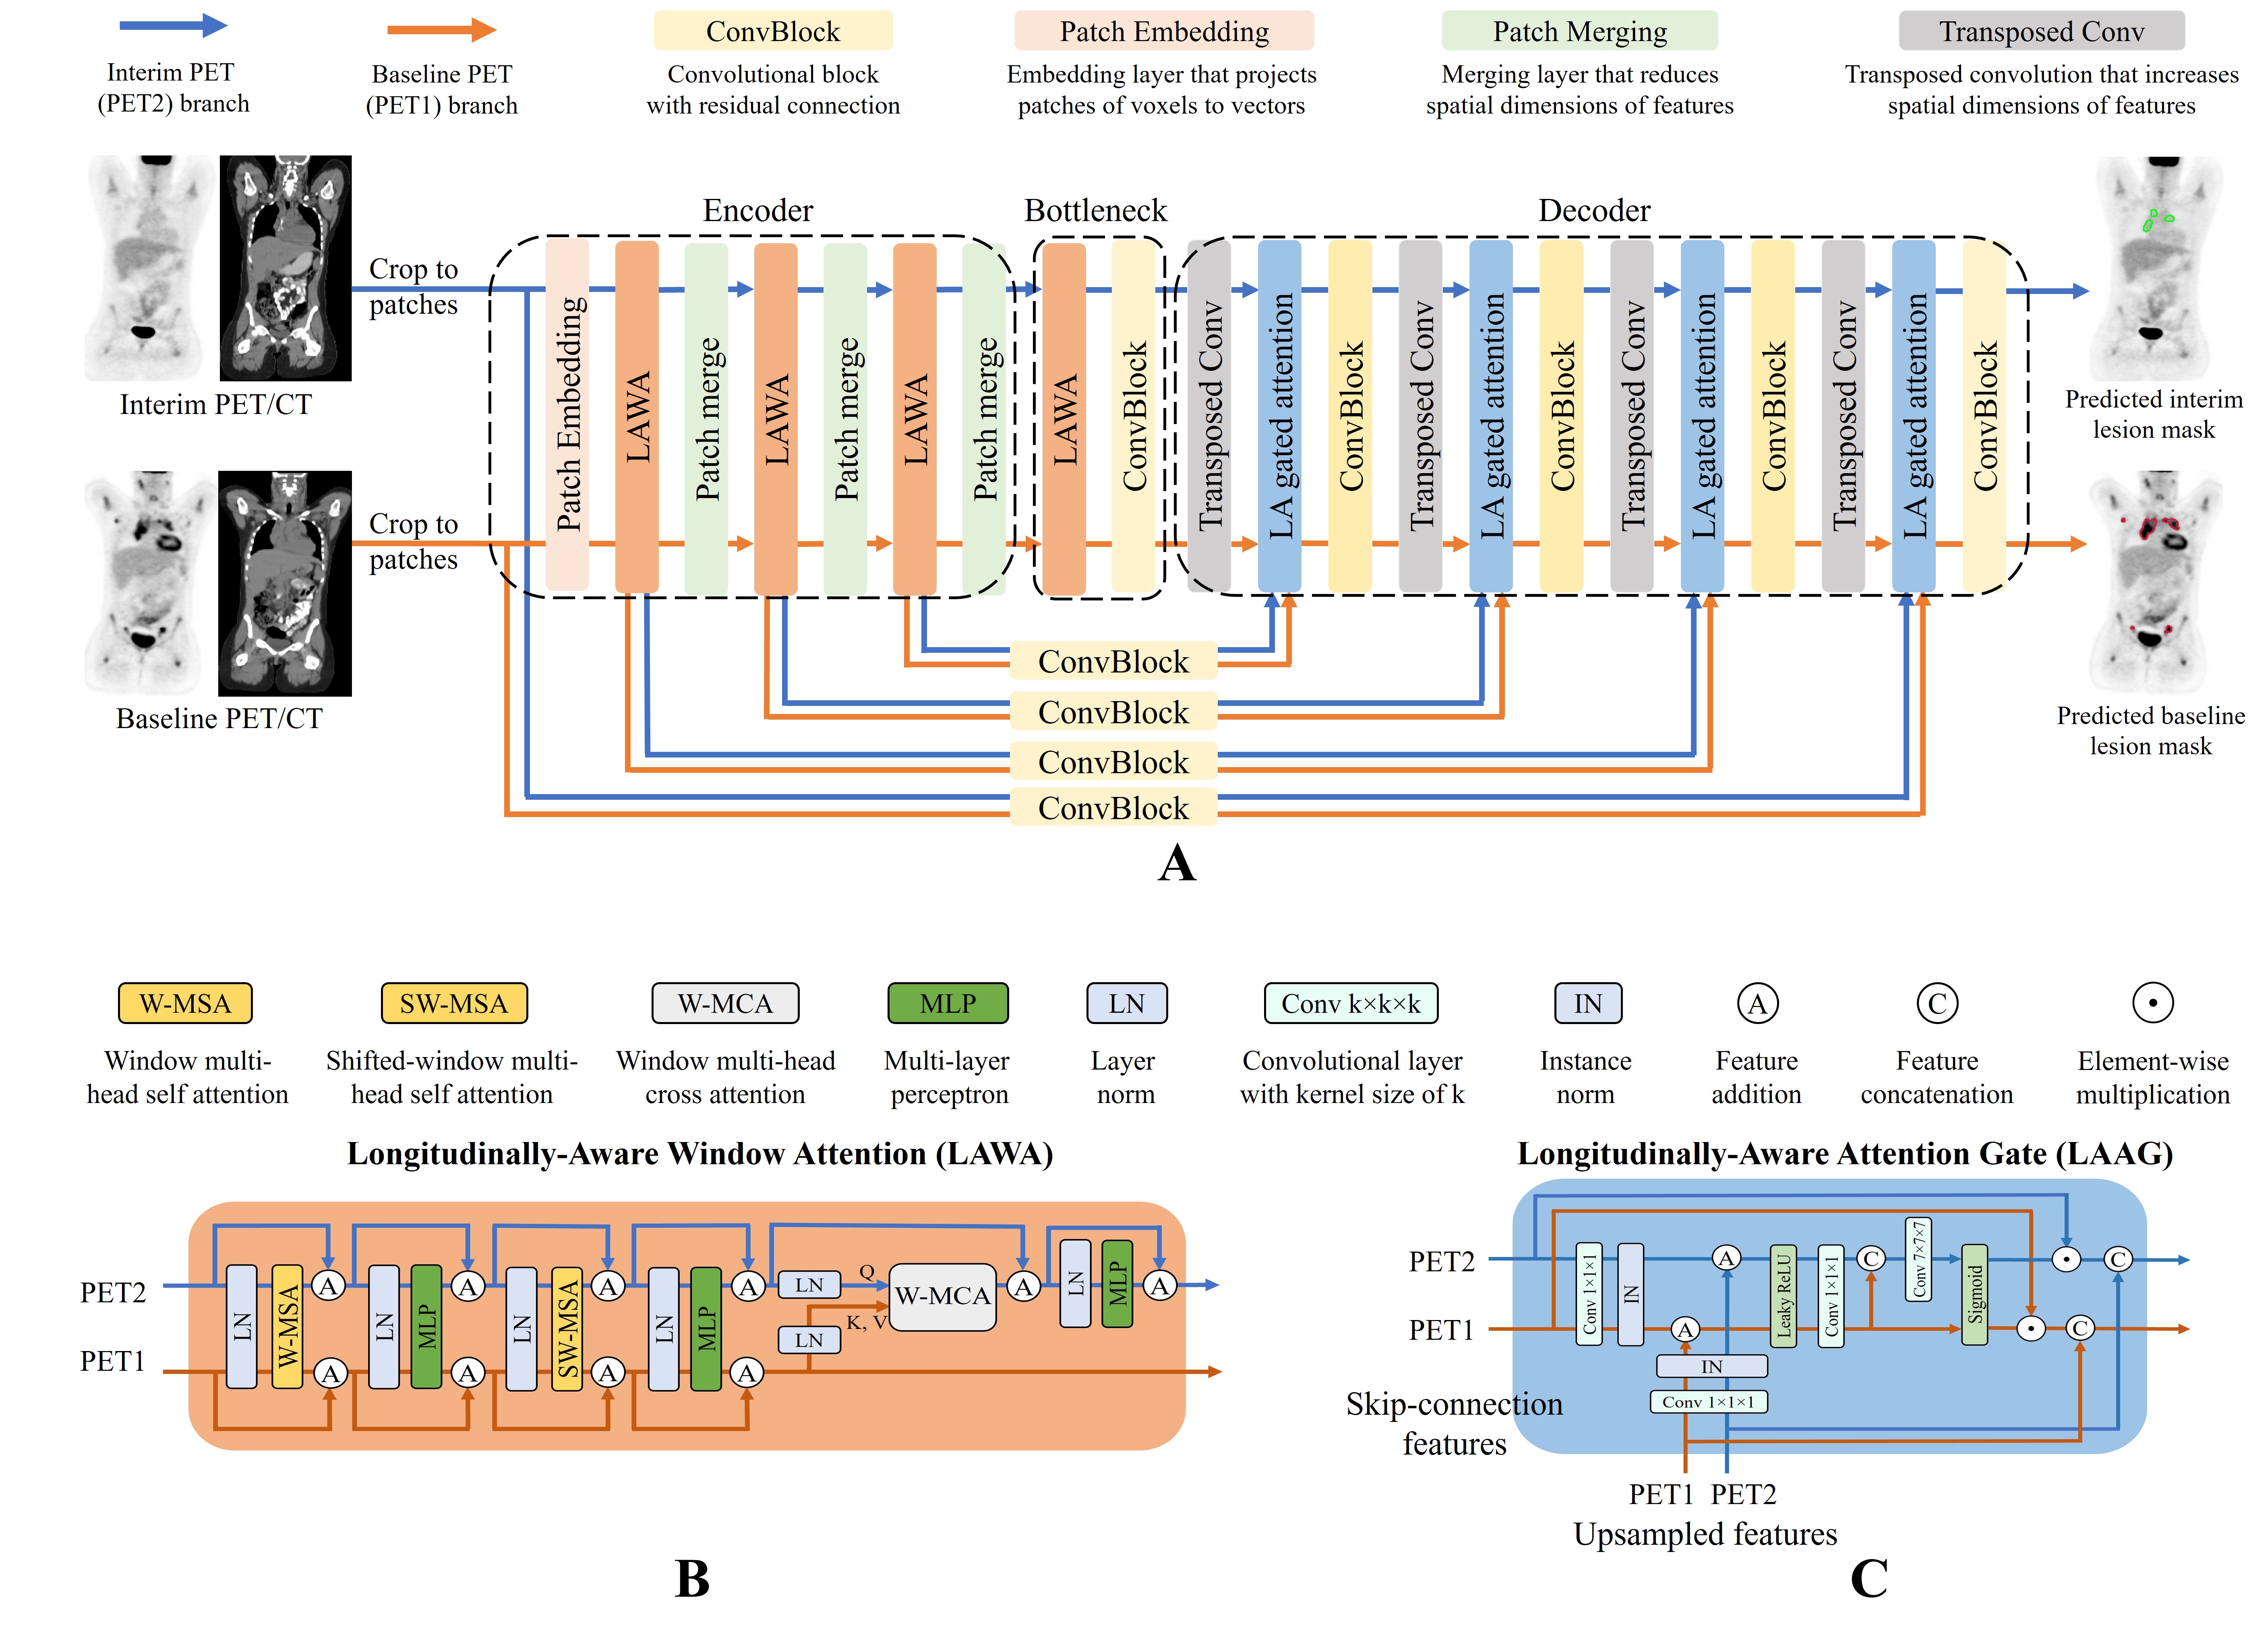 Interim PET
(PET2) branch
Baseline PET
(PET1) branch
ConvBlock
Convolutional block
with residual connection
Patch Embedding
Embedding layer that projects
patches of voxels to vectors
Patch Merging
Merging layer that reduces
spatial dimensions of features
Transposed Conv
Transposed convolution that increases
spatial dimensions of features
Encoder
Bottleneck
Decoder
Crop to
patches
Interim PET/CT
Crop to
patches
Baseline PET/CT
Patch Embedding
LAWA
Patch merge
LAWA
Patch merge
LAWA
Patch merge
LAWA
ConvBlock
Transposed Conv
LA gated attention
ConvBlock
Transposed Conv
LA gated attention
ConvBlock
Transposed Conv
LA gated attention
ConvBlock
Transposed Conv
LA gated attention
ConvBlock
Predicted interim
lesion mask
Predicted baseline
lesion mask
ConvBlock
ConvBlock
ConvBlock
ConvBlock
A
W-MSA
Window multi-
head self attention
SW-MSA
Shifted-window multi-
head self attention
W-MCA
Window multi-head
cross attention
MLP
Multi-layer
perceptron
LN
Layer
norm
Conv k×k×k
Convolutional layer
with kernel size of k
IN
Instance
norm
A
Feature
addition
C
Feature
concatenation
Element-wise
multiplication
Longitudinally-Aware Window Attention (LAWA)
PET2
PET1
LN
W-MSA
A
A
LN
MLP
A
A
LN
SW-MSA
A
A
LN
MLP
A
A
LN
Q
LN
K, V
W-MCA
A
LN
MLP
A
B
Longitudinally-Aware Attention Gate (LAAG)
PET2
PET1
Conv 1×1×1
IN
A
A
IN
Conv 1×1×1
Leaky ReLU
Conv 1×1×1
C
Conv 7×7×7
Sigmoid
C
C
Skip-connection
features
PET1 PET2
Upsampled features
C